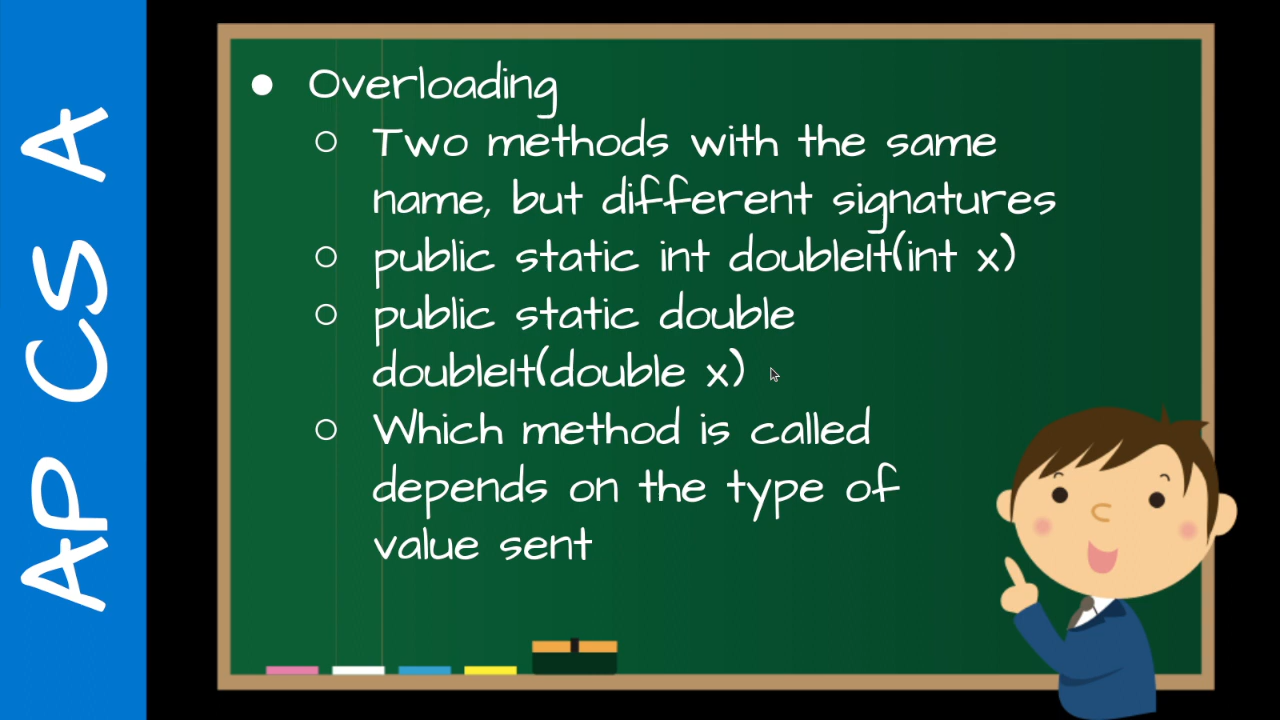 AP CS A
● Overloading
○ Two methods with the same
name, but different signatures
○ public static int doubleIt(int x)
○ public static double
doubleIt(double x)
○ Which method is called
depends on the type of
value sent